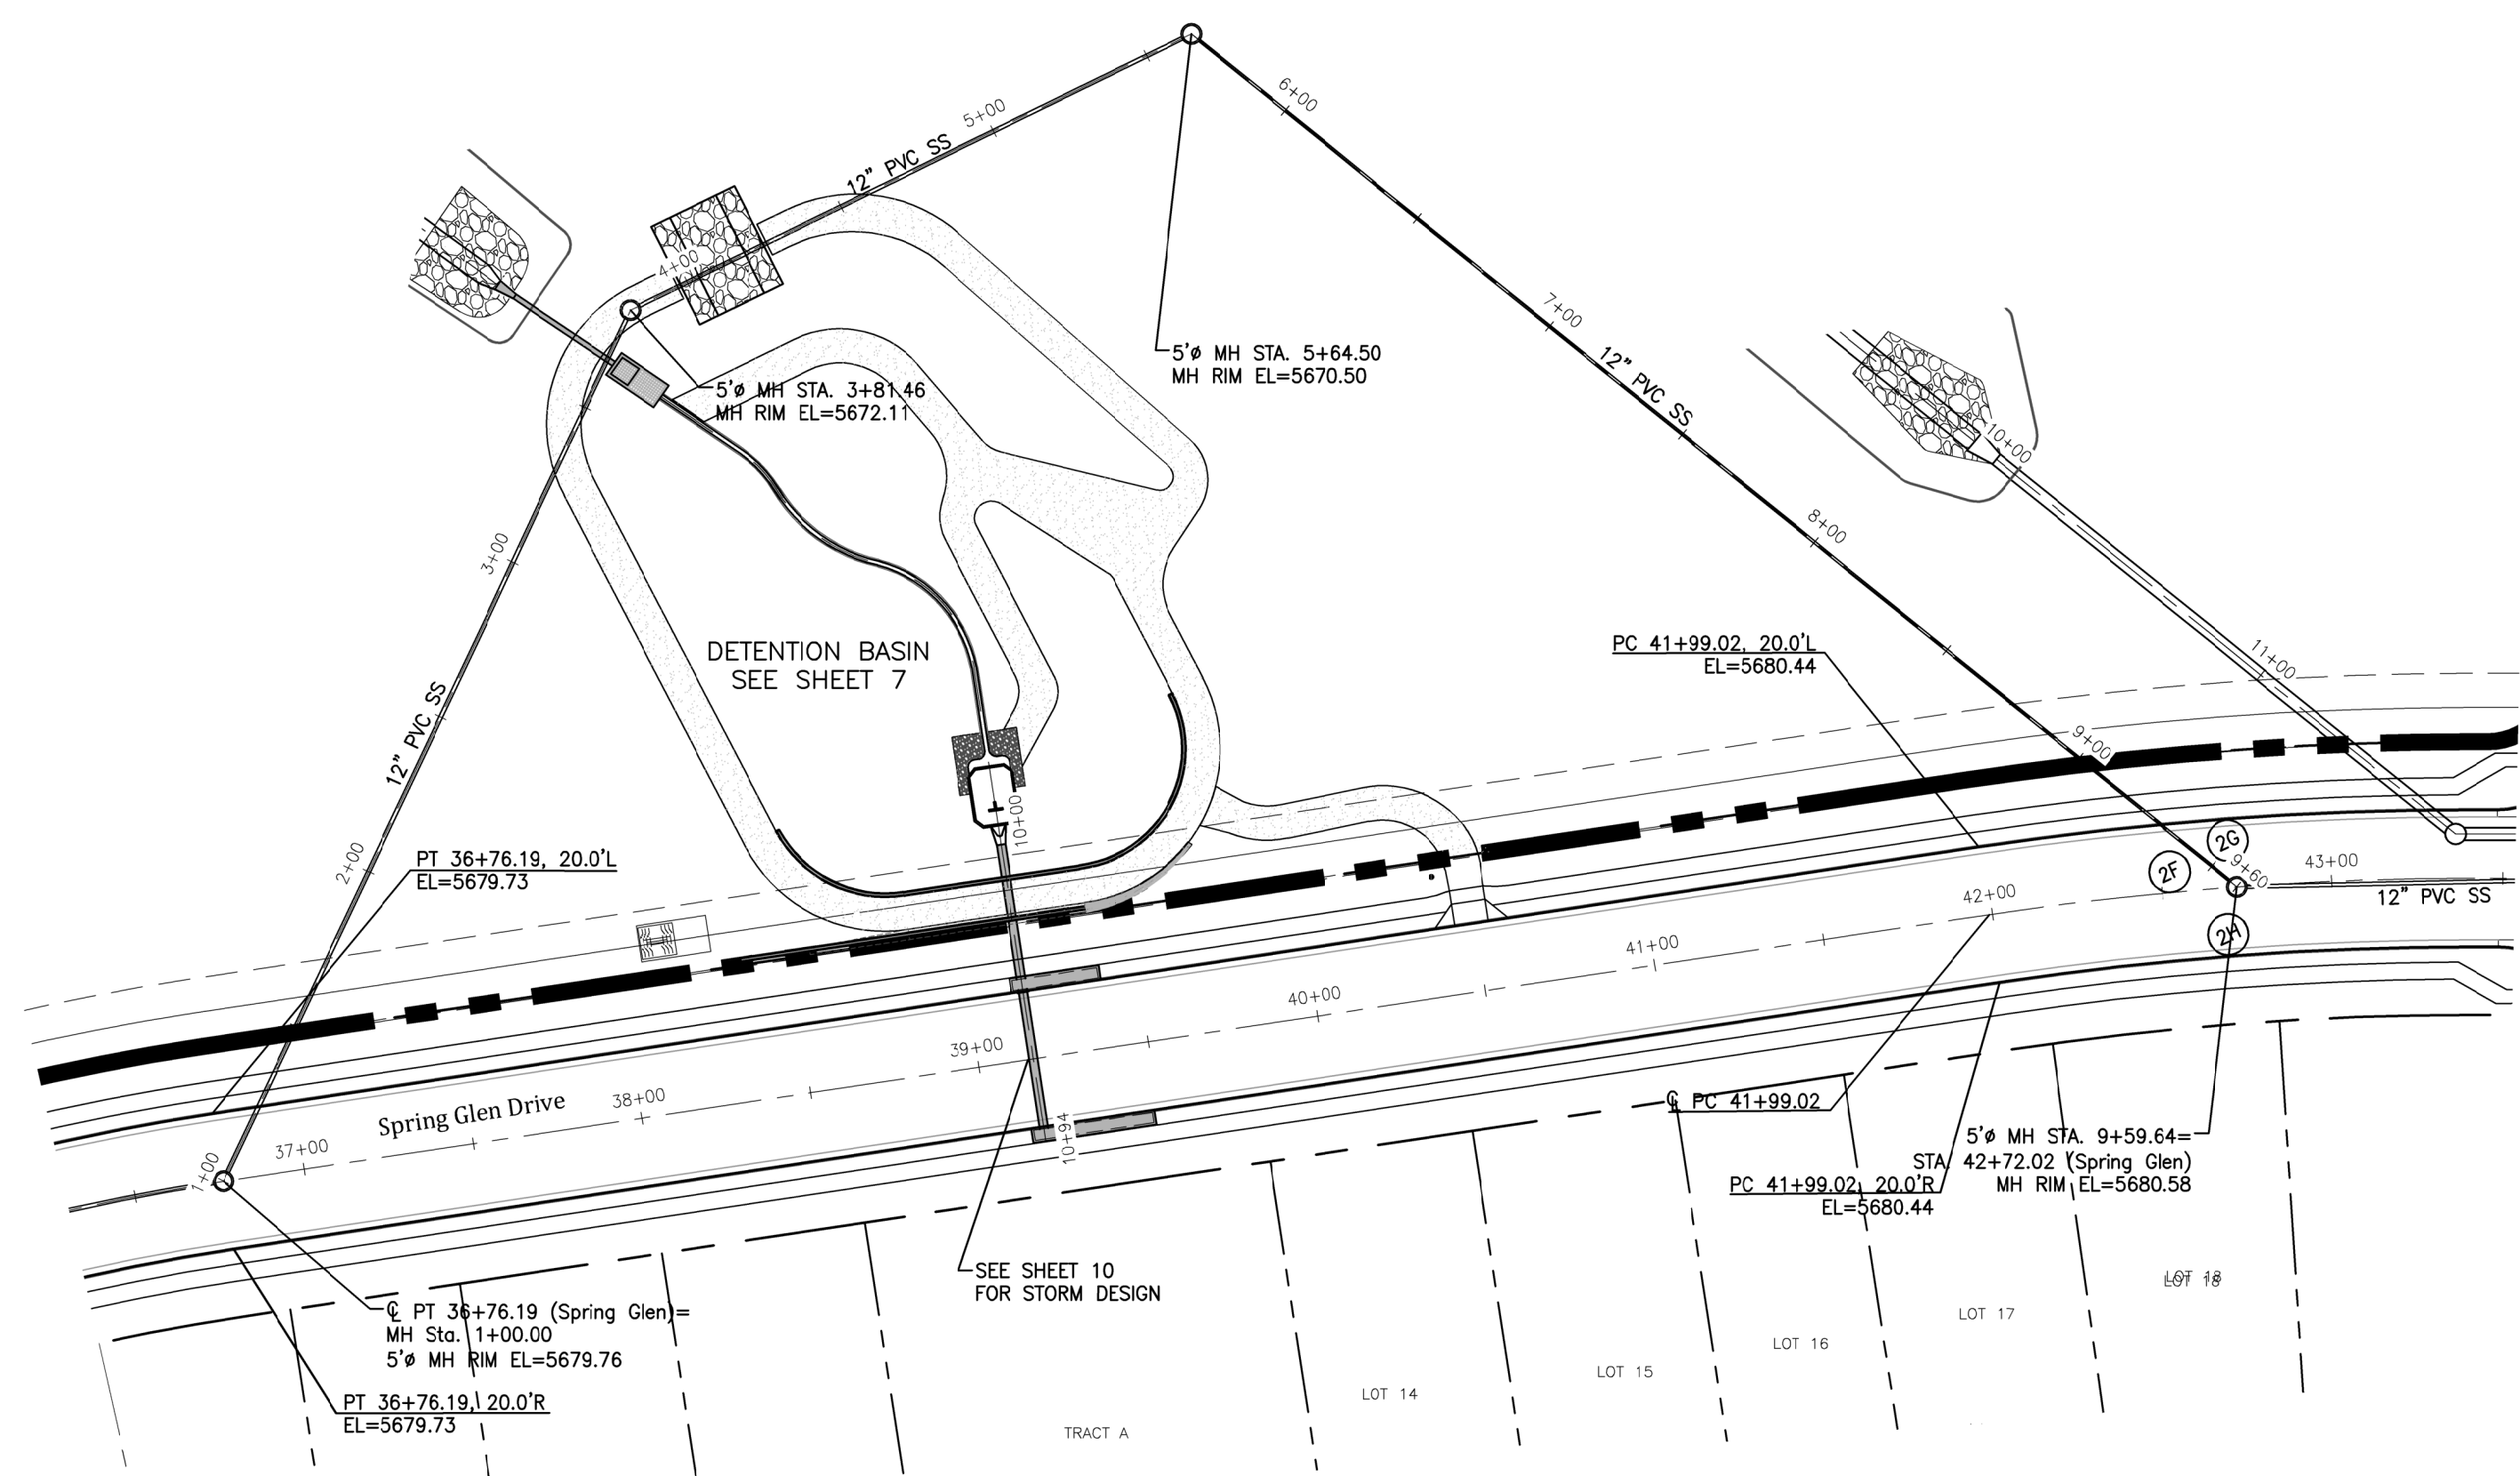 6+00
5+00
12" PVC SS
4+00
5'ø MH STA. 5+64.50
MH RIM EL=5670.50
7+00
12" PVC SS
5'ø MH STA. 3+81.46
MH RIM EL=5672.11
10+00
8+00
3+00
DETENTION BASIN
SEE SHEET 7
PC 41+99.02, 20.0'L
EL=5680.44
11+00
12" PVC SS
9+00
10+00
2+00
PT 36+76.19, 20.0'L
EL=5679.73
2G
2F
9+60
43+00
12" PVC SS
42+00
2H
41+00
40+00
39+00
38+00
Spring Glen Drive
37+00
1+00
10+94
℄ PC 41+99.02
5'ø MH STA. 9+59.64=
STA. 42+72.02 (Spring Glen)
MH RIM EL=5680.58
PC 41+99.02, 20.0'R
EL=5680.44
SEE SHEET 10
FOR STORM DESIGN
℄ PT 36+76.19 (Spring Glen)=
MH Sta. 1+00.00
5'ø MH RIM EL=5679.76
PT 36+76.19, 20.0'R
EL=5679.73
LOT 18
LOT 17
LOT 16
LOT 15
LOT 14
TRACT A